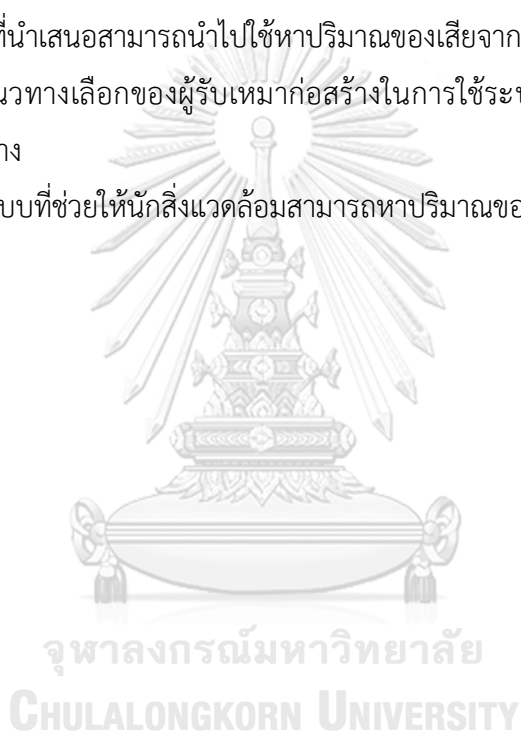 ที่นำเสนอสามารถนำไปใช้หาปริมาณของเสียจาก
นวทางเลือกของผู้รับเหมาก่อสร้างในการใช้ระบ
าง
บบที่ช่วยให้นักสิ่งแวดล้อมสามารถหาปริมาณขอ
จุฬาลงกรณ์มหาวิทยาลัย
CHULALONGKORN UNIVERSITY